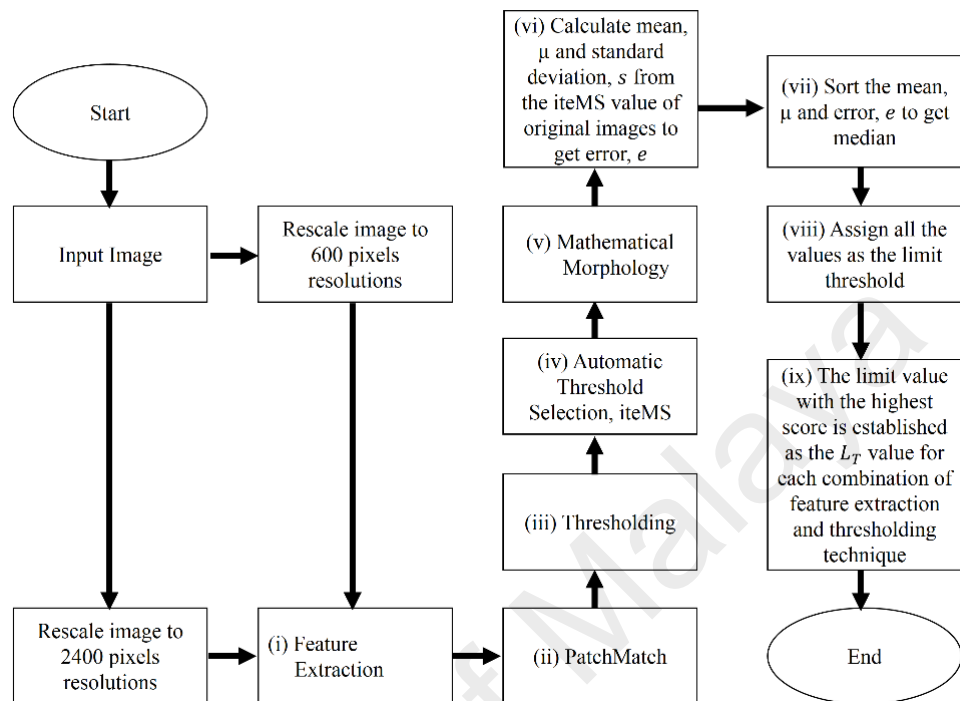 Start
Input Image
Rescale image to
600 pixels
resolutions
Rescale image to
2400 pixels
resolutions
(i) Feature
Extraction
(ii) PatchMatch
(iii) Thresholding
(iv) Automatic
Threshold
Selection, iteMS
(v) Mathematical
Morphology
(vi) Calculate mean,
μ and standard
deviation, s from
the iteMS value of
original images to
get error, e
(vii) Sort the mean,
μ and error, e to get
median
(viii) Assign all the
values as the limit
threshold
(ix) The limit value
with the highest
score is established
as the L_T value for
each combination of
feature extraction
and thresholding
technique
End
of Malaya